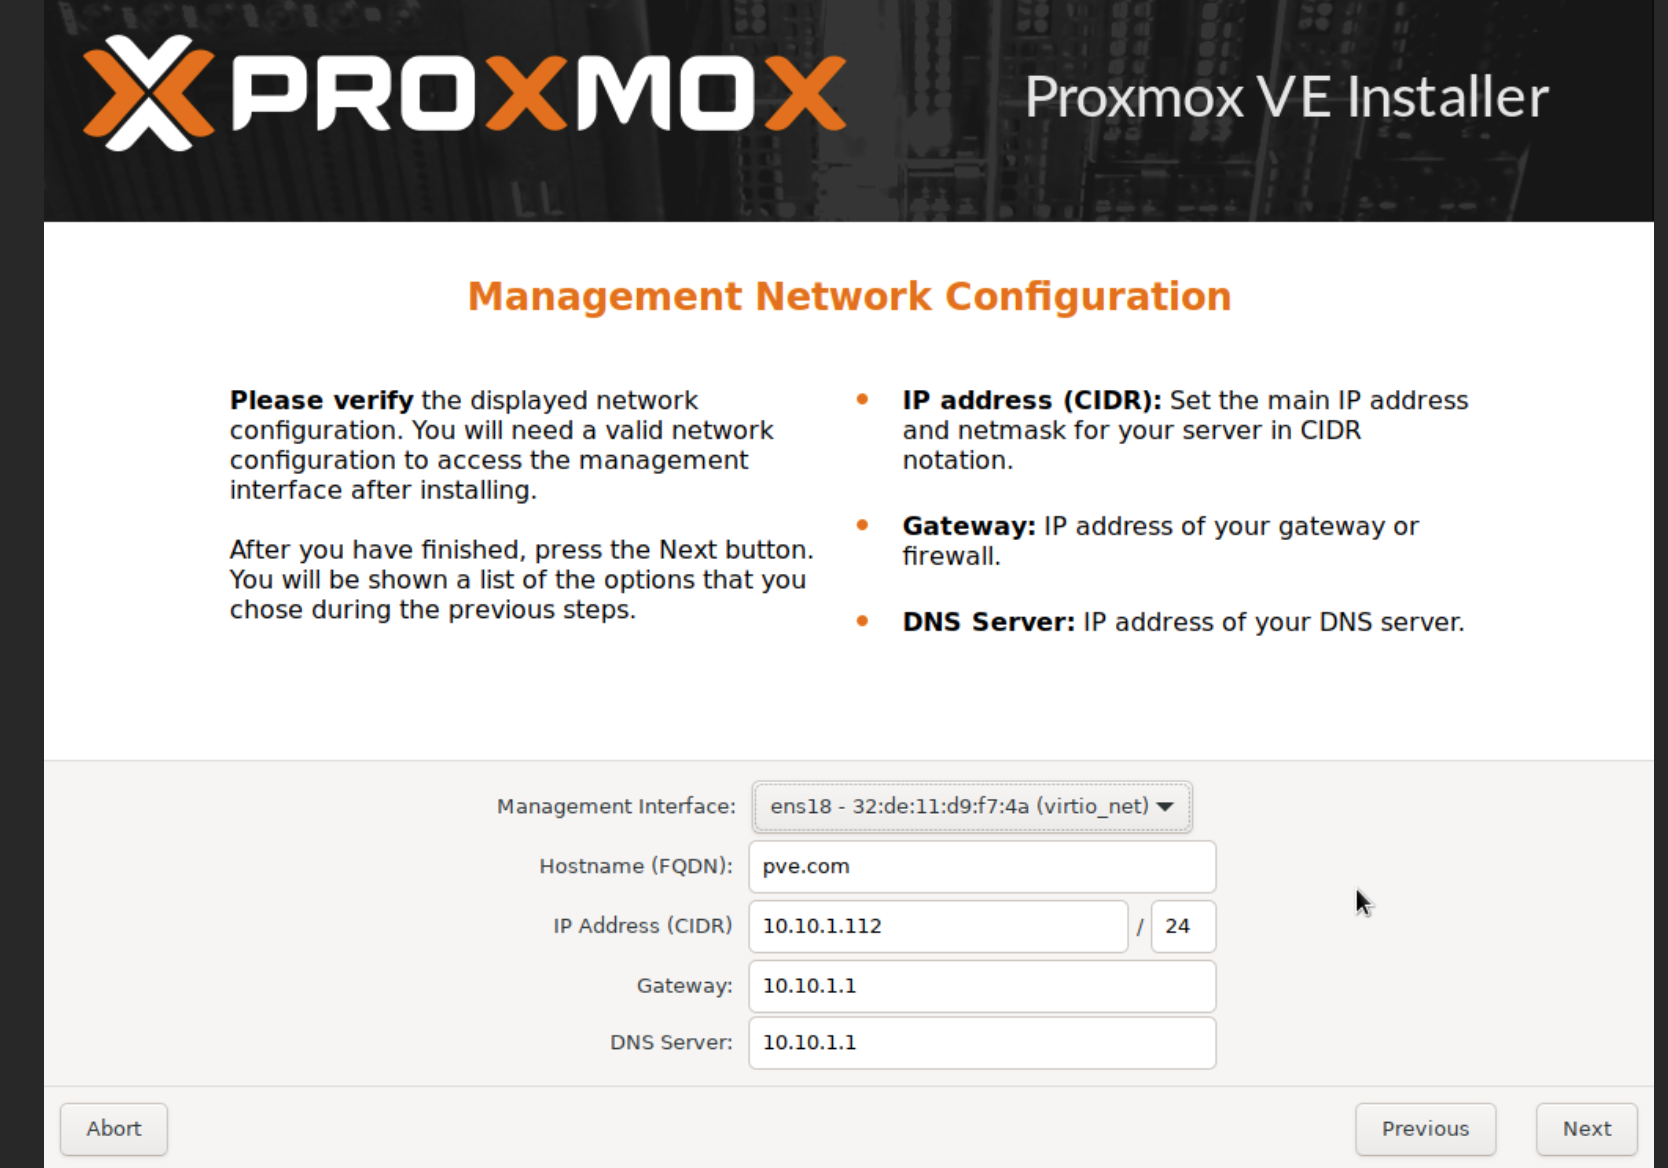 PROXMOX
Proxmox VE Installer
Management Network Configuration
Please verify the displayed network
configuration. You will need a valid network
configuration to access the management
interface after installing.
After you have finished, press the Next button.
You will be shown a list of the options that you
chose during the previous steps.
• IP address (CIDR): Set the main IP address
and netmask for your server in CIDR
notation.
• Gateway: IP address of your gateway or
firewall.
• DNS Server: IP address of your DNS server.
Management Interface: ens18 - 32:de:11:d9:f7:4a (virtio_net)
Hostname (FQDN): pve.com
IP Address (CIDR) 10.10.1.112 / 24
Gateway: 10.10.1.1
DNS Server: 10.10.1.1
Abort Previous Next